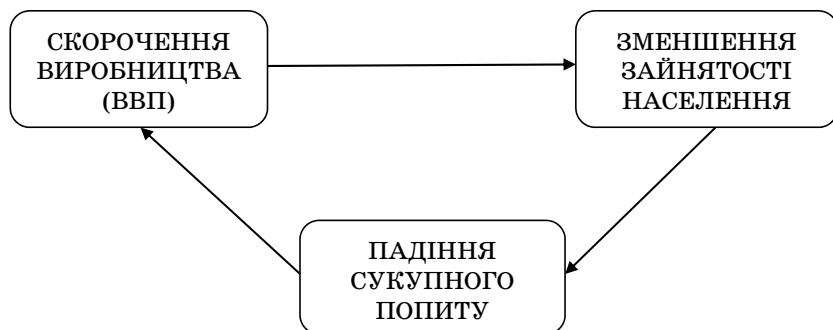 СКОРОЧЕННЯ
ВИРОБНИЦТВА
(ВВП)
ЗМЕНШЕННЯ
ЗАЙНЯТОСТІ
НАСЕЛЕННЯ
ПАДІННЯ
СУКУПНОГО
ПОПИТУ